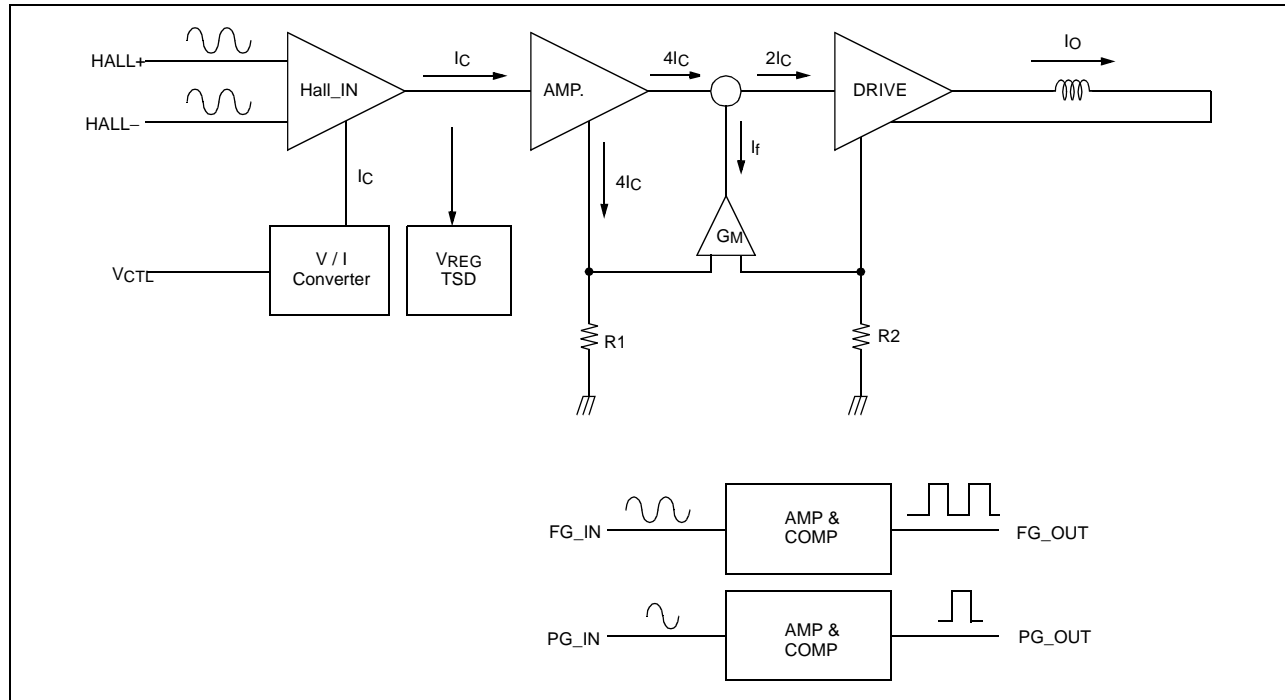 HALL+
HALL−
Hall_IN
IC
AMP.
4IC
2IC
DRIVE
IO
IC
4IC
If
GM
VCTL
V / I
Converter
VREG
TSD
R1
R2
FG_IN
AMP &
COMP
FG_OUT
PG_IN
AMP &
COMP
PG_OUT